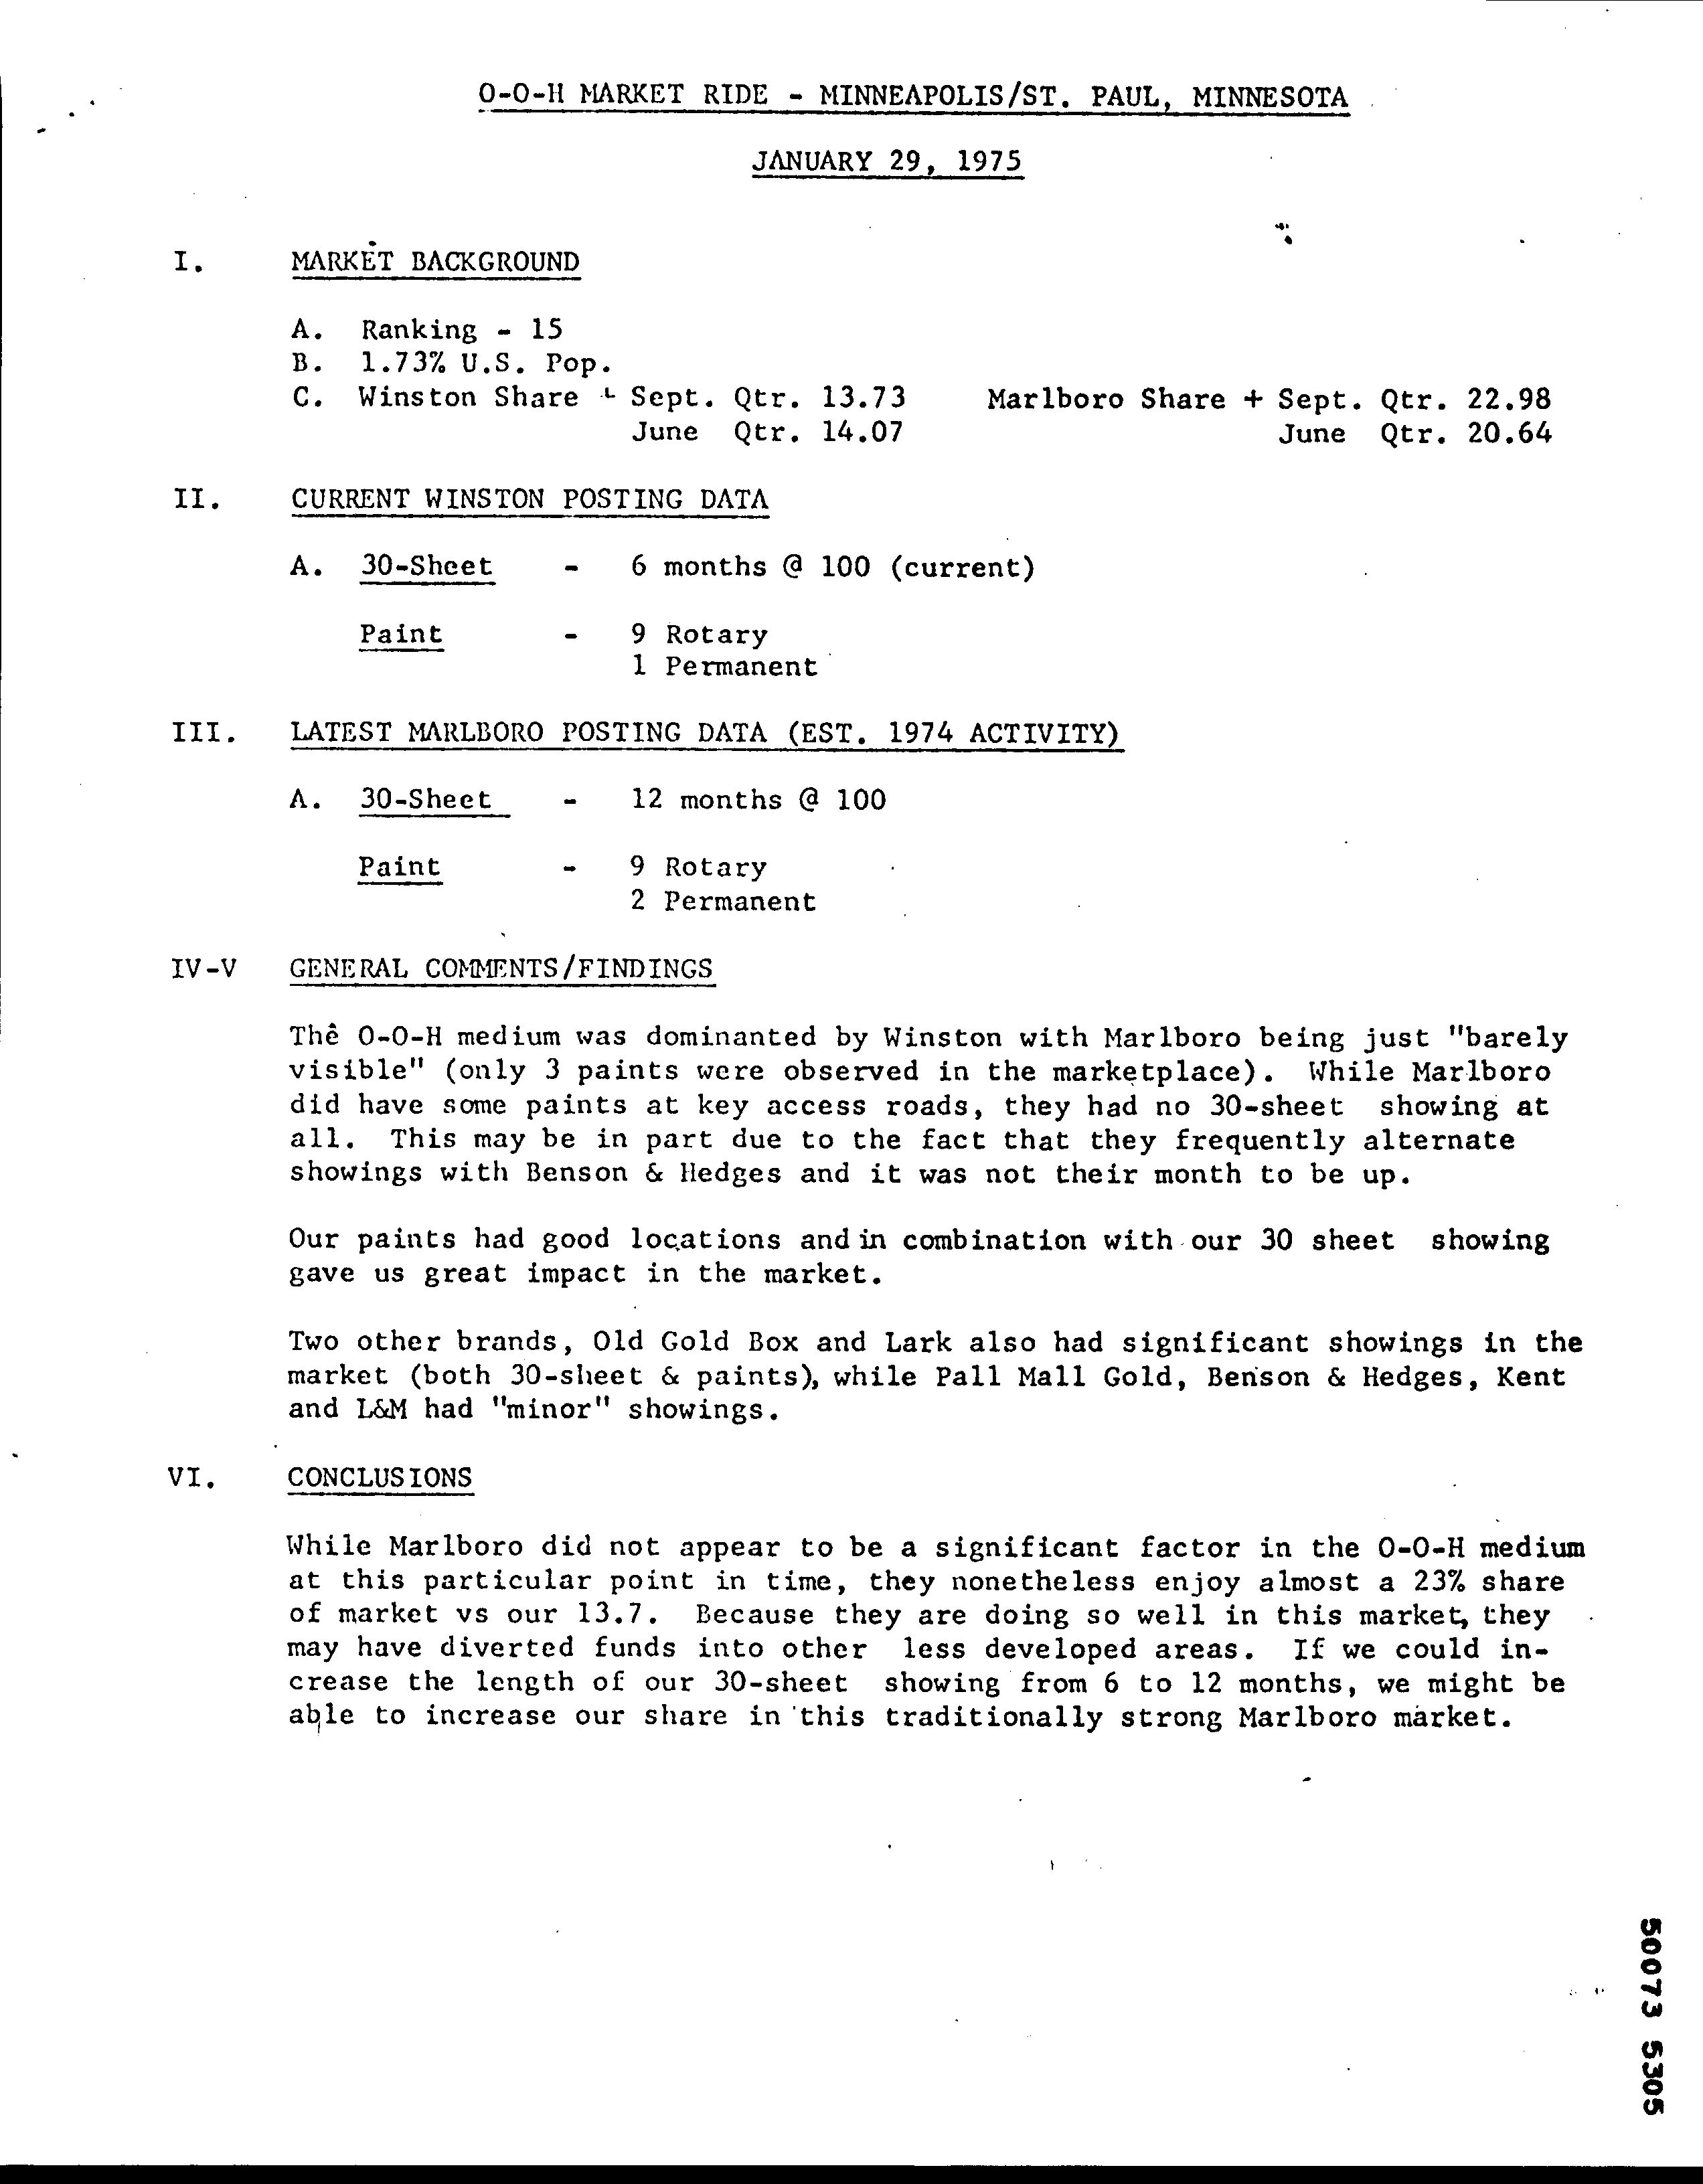 O-O-H MARKET RIDE - MINNEAPOLIS/ST. PAUL, MINNESOTA
JANUARY 29, 1975
I. MARKET BACKGROUND
A. Ranking - 15
B. 1.73% U.S. Pop.
C. Winston Share - Sept. Qtr. 13.73 Marlboro Share + Sept. Qtr. 22.98
June Qtr. 14.07 June Qtr. 20.64
II. CURRENT WINSTON POSTING DATA
A. 30-Sheet - 6 months @ 100 (current)
Paint - 9 Rotary
1 Permanent
III. LATEST MARLBORO POSTING DATA (EST. 1974 ACTIVITY)
A. 30-Sheet - 12 months @ 100
Paint - 9 Rotary
2 Permanent
IV-V GENERAL COMMENTS/FINDINGS
The O-O-H medium was dominanted by Winston with Marlboro being just "barely
visible" (only 3 paints were observed in the marketplace). While Marlboro
did have some paints at key access roads, they had no 30-sheet showing at
all. This may be in part due to the fact that they frequently alternate
showings with Benson & Hedges and it was not their month to be up.
Our paints had good locations and in combination with our 30 sheet showing
gave us great impact in the market.
Two other brands, Old Gold Box and Lark also had significant showings in the
market (both 30-sheet & paints), while Pall Mall Gold, Benson & Hedges, Kent
and L&M had "minor" showings.
VI. CONCLUSIONS
While Marlboro did not appear to be a significant factor in the O-O-H medium
at this particular point in time, they nonetheless enjoy almost a 23% share
of market vs our 13.7. Because they are doing so well in this market, they
may have diverted funds into other less developed areas. If we could in-
crease the length of our 30-sheet showing from 6 to 12 months, we might be
able to increase our share in this traditionally strong Marlboro market.
50073 5305